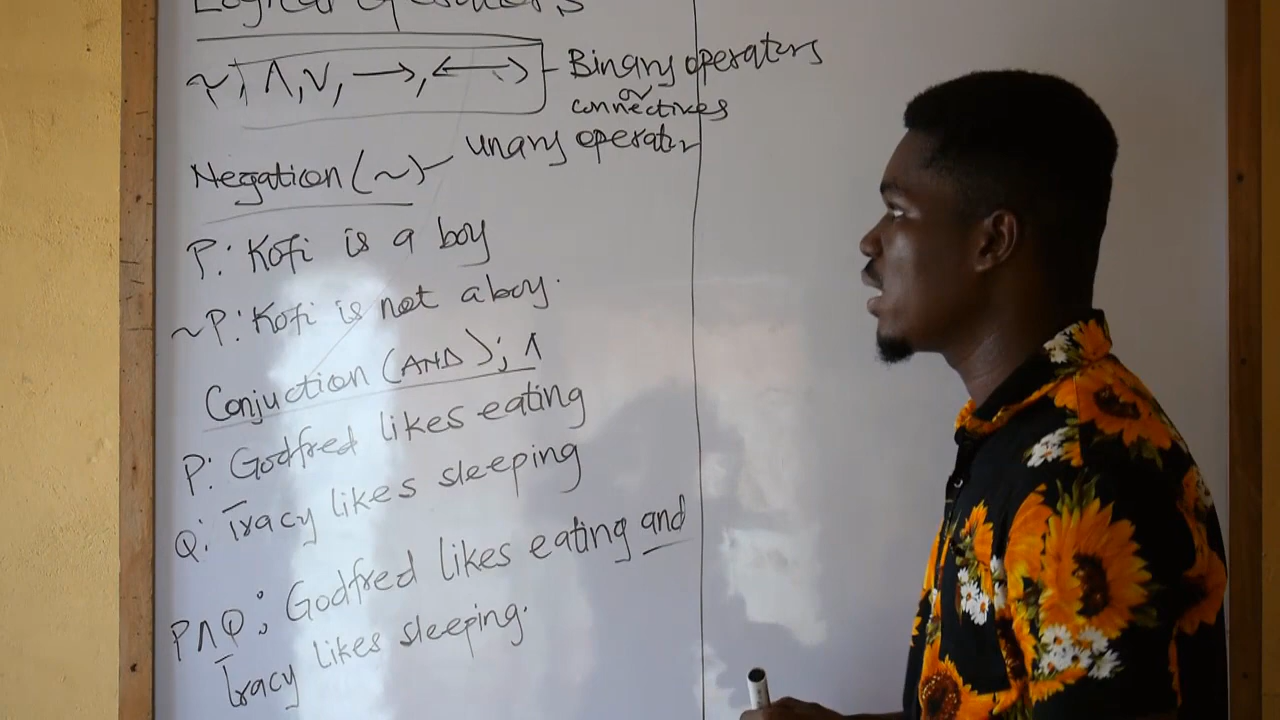 Logical Operators
~, ∧, ∨, →, ↔ Binary operators
or
connectives
Negation (~) - unary operator
P: Kofi is a boy
~P: Kofi is not a boy.
Conjuction (AND); ∧
P: Godfred likes eating
Q: Tracy likes sleeping
P∧Q; Godfred likes eating and
Tracy likes sleeping.